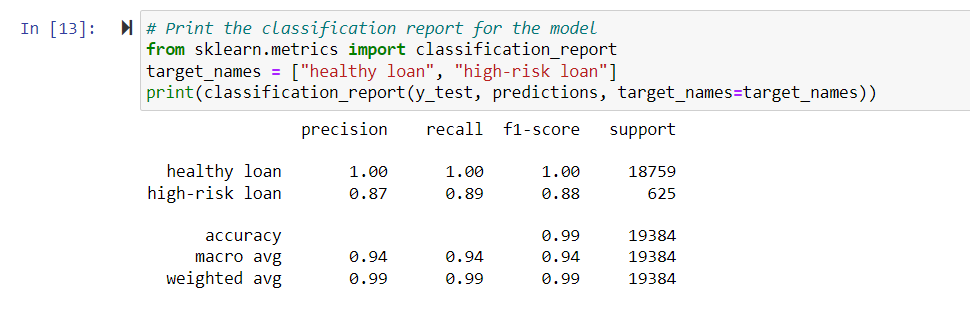 In [13]: # Print the classification report for the model
from sklearn.metrics import classification_report
target_names = ["healthy loan", "high-risk loan"]
print(classification_report(y_test, predictions, target_names=target_names))
precision recall f1-score support
healthy loan 1.00 1.00 1.00 18759
high-risk loan 0.87 0.89 0.88 625
accuracy 0.99 19384
macro avg 0.94 0.94 0.94 19384
weighted avg 0.99 0.99 0.99 19384